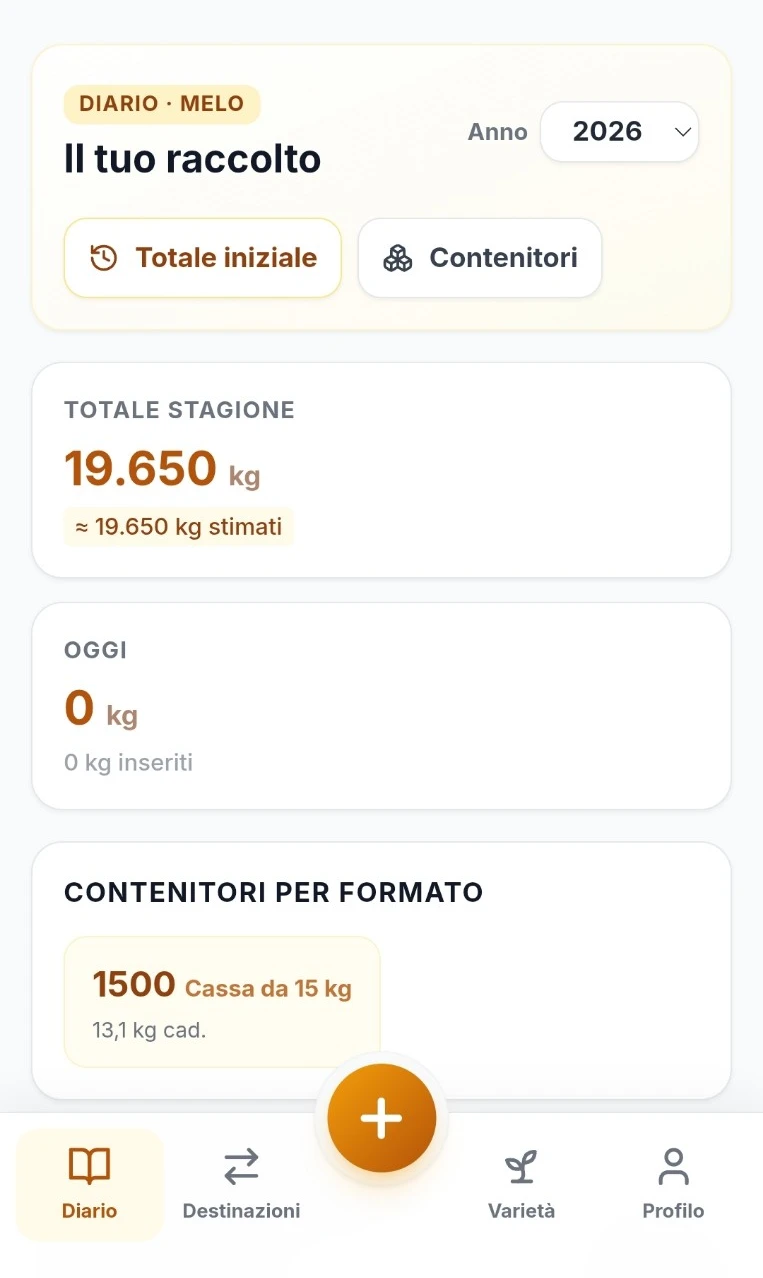 DIARIO · MELO
Il tuo raccolto
Anno
2026
Totale iniziale
Contenitori
TOTALE STAGIONE
19.650 kg
≈ 19.650 kg stimati
OGGI
0 kg
0 kg inseriti
CONTENITORI PER FORMATO
1500 Cassa da 15 kg
13,1 kg cad.
Diario
Destinazioni
Varietà
Profilo